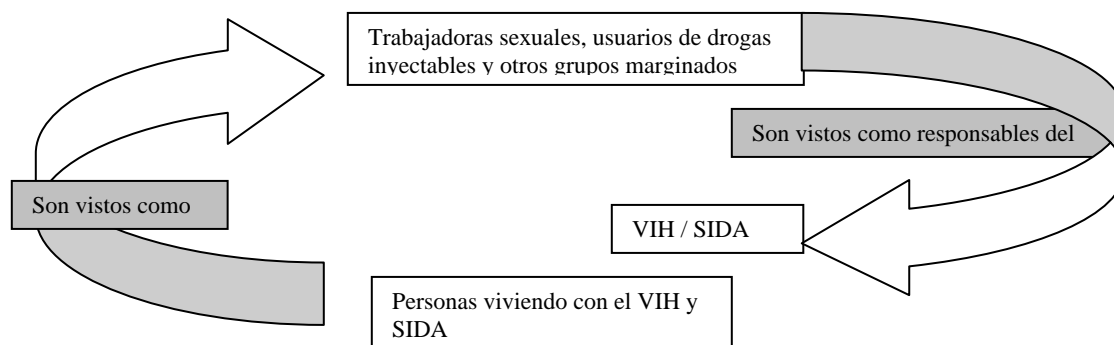 Trabajadoras sexuales, usuarios de drogas
inyectables y otros grupos marginados
Son vistos como responsables del
Son vistos como
VIH / SIDA
Personas viviendo con el VIH y
SIDA